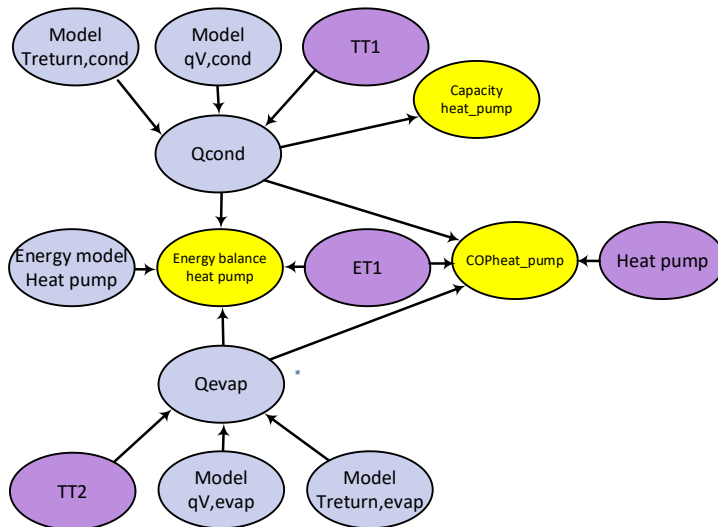 Model
Treturn,cond
Model
qV,cond
TT1
Capacity
heat_pump
Qcond
Energy model
Heat pump
Energy balance
heat pump
ET1
COPheat_pump
Heat pump
Qevap
TT2
Model
qV,evap
Model
Treturn,evap